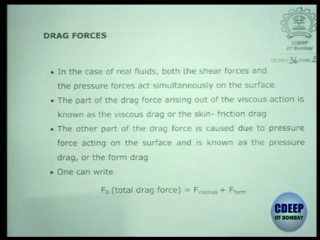 DRAG FORCES
CDEEP
IIT Bombay
• In the case of real fluids, both the shear forces and
the pressure forces act simultaneously on the surface
• The part of the drag force arising out of the viscous action is
known as the viscous drag or the skin- friction drag
• The other part of the drag force is caused due to pressure
force acting on the surface and is known as the pressure
drag, or the form drag
• One can write
F_D (total drag force) = F_viscous + F_form
CDEEP
IIT BOMBAY